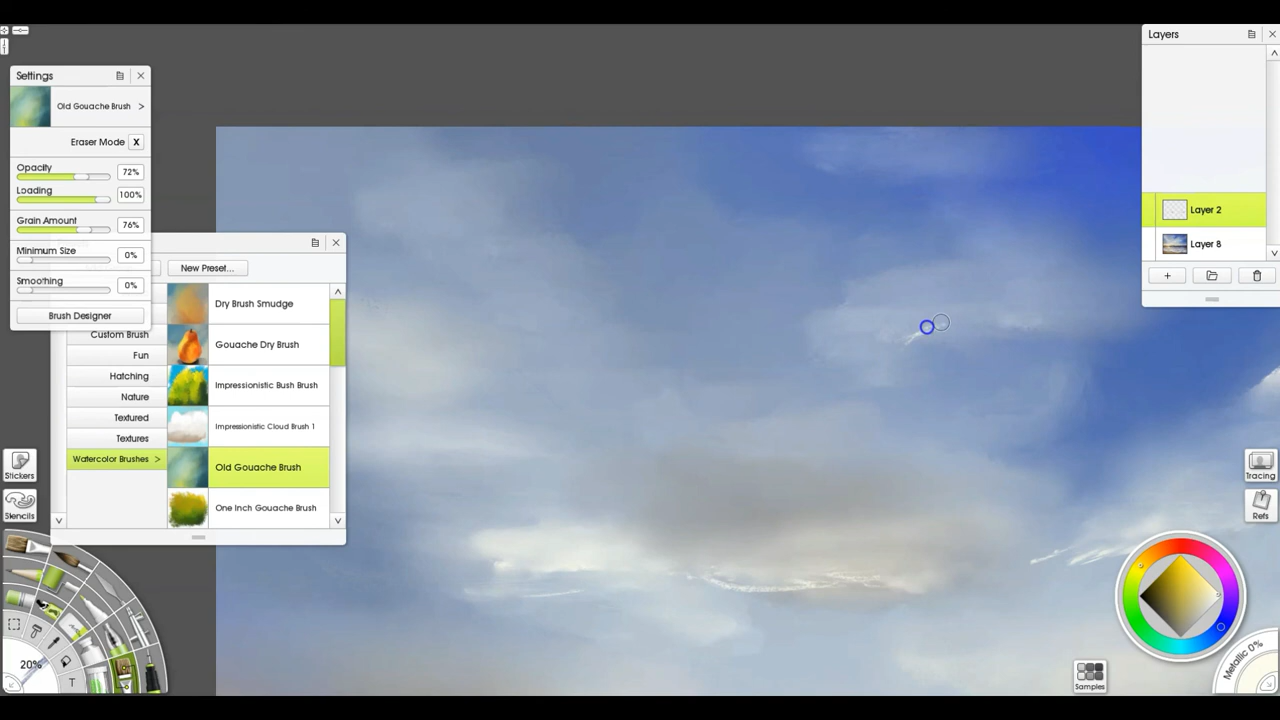 Layers
Settings
Old Gouache Brush >
Eraser Mode X
Opacity 72%
Loading 100%
Grain Amount 76%
Minimum Size 0%
Smoothing 0%
Brush Designer
New Preset...
Custom Brush
Fun
Hatching
Nature
Textured
Textures
Watercolor Brushes >
Dry Brush Smudge
Gouache Dry Brush
Impressionistic Bush Brush
Impressionistic Cloud Brush 1
Old Gouache Brush
One Inch Gouache Brush
Layer 2
Layer 8
Stickers
Stencils
Tracing
Refs
20%
T
Samples
Metallic 0%